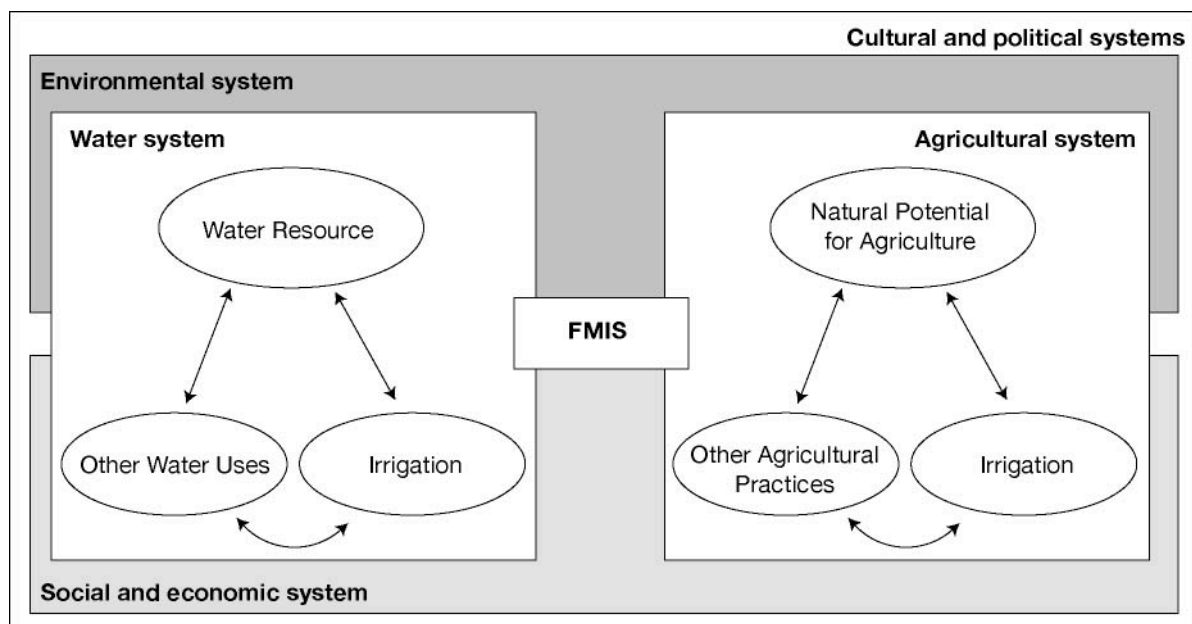 Cultural and political systems
Environmental system
Water system
Agricultural system
Water Resource
Natural Potential
for Agriculture
FMIS
Other Water Uses
Irrigation
Other Agricultural
Practices
Irrigation
Social and economic system